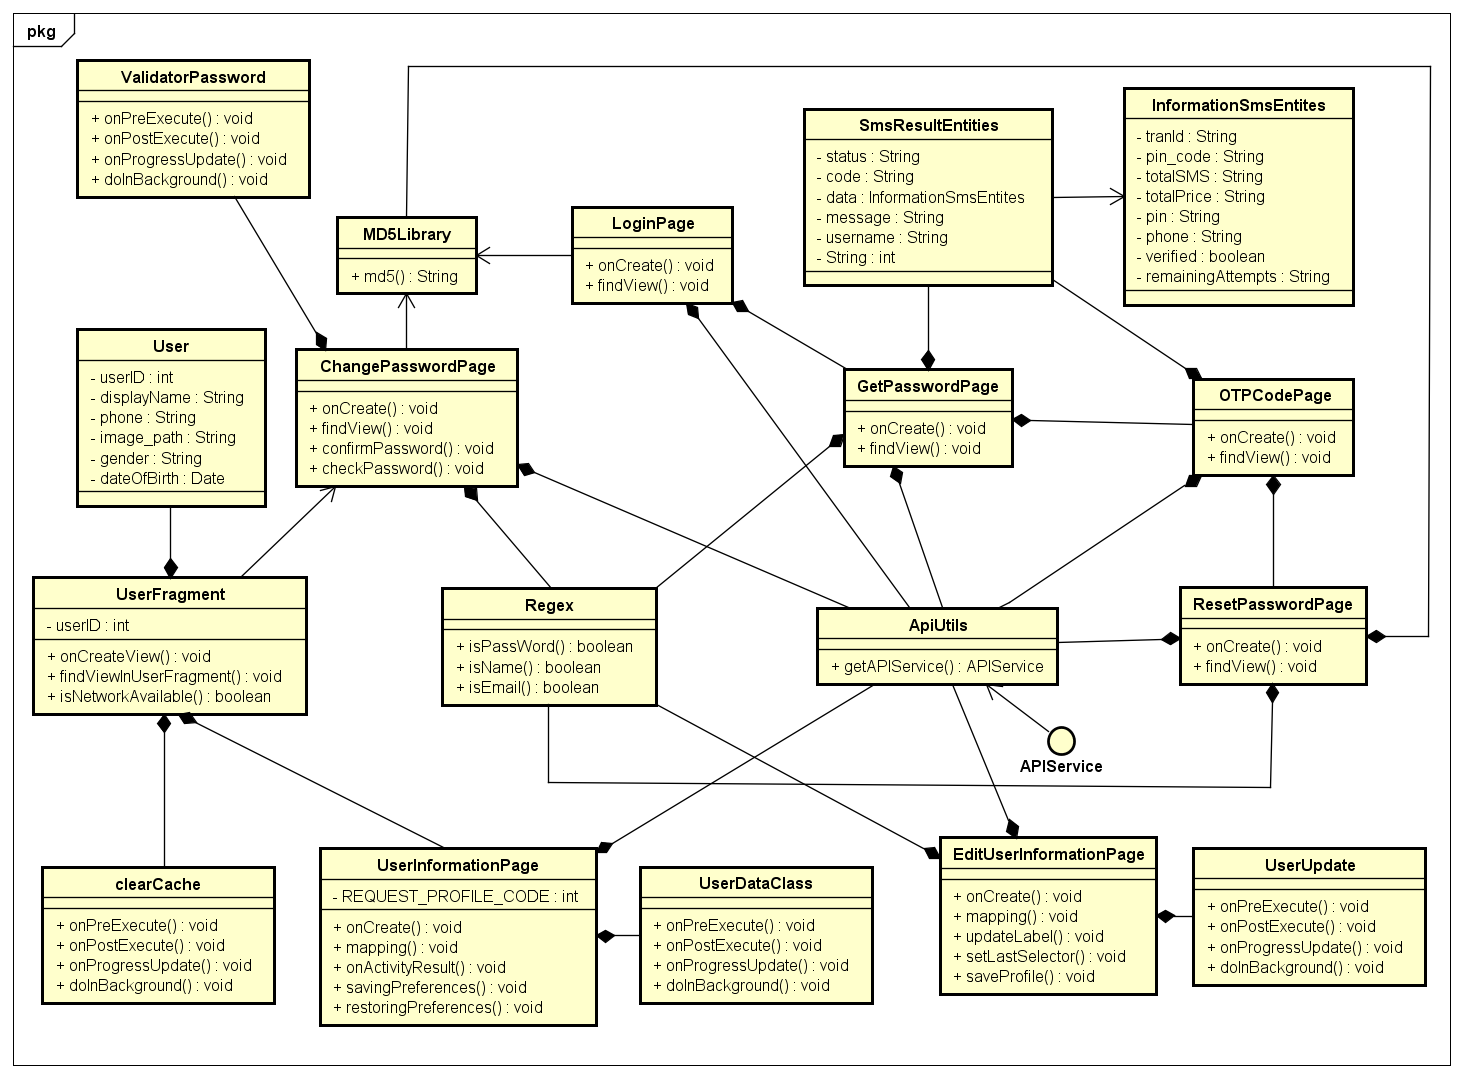 pkg
ValidatorPassword
+ onPreExecute() : void
+ onPostExecute() : void
+ onProgressUpdate() : void
+ doInBackground() : void
MD5Library
+ md5() : String
LoginPage
+ onCreate() : void
+ findView() : void
SmsResultEntities
- status : String
- code : String
- data : InformationSmsEntites
- message : String
- username : String
- String : int
InformationSmsEntites
- tranId : String
- pin_code : String
- totalSMS : String
- totalPrice : String
- pin : String
- phone : String
- verified : boolean
- remainingAttempts : String
User
- userID : int
- displayName : String
- phone : String
- image_path : String
- gender : String
- dateOfBirth : Date
ChangePasswordPage
+ onCreate() : void
+ findView() : void
+ confirmPassword() : void
+ checkPassword() : void
GetPasswordPage
+ onCreate() : void
+ findView() : void
OTPCodePage
+ onCreate() : void
+ findView() : void
UserFragment
- userID : int
+ onCreateView() : void
+ findViewInUserFragment() : void
+ isNetworkAvailable() : boolean
Regex
+ isPassWord() : boolean
+ isName() : boolean
+ isEmail() : boolean
ApiUtils
+ getAPIService() : APIService
ResetPasswordPage
+ onCreate() : void
+ findView() : void
APIService
clearCache
+ onPreExecute() : void
+ onPostExecute() : void
+ onProgressUpdate() : void
+ doInBackground() : void
UserInformationPage
- REQUEST_PROFILE_CODE : int
+ onCreate() : void
+ mapping() : void
+ onActivityResult() : void
+ savingPreferences() : void
+ restoringPreferences() : void
UserDataClass
+ onPreExecute() : void
+ onPostExecute() : void
+ onProgressUpdate() : void
+ doInBackground() : void
EditUserInformationPage
+ onCreate() : void
+ mapping() : void
+ updateLabel() : void
+ setLastSelector() : void
+ saveProfile() : void
UserUpdate
+ onPreExecute() : void
+ onPostExecute() : void
+ onProgressUpdate() : void
+ doInBackground() : void